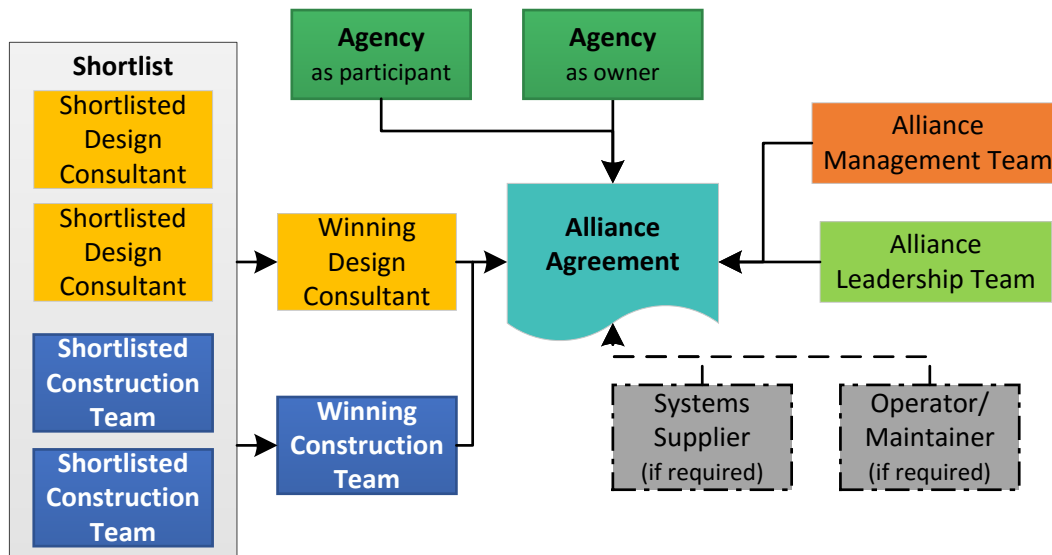 Shortlist
Shortlisted
Design
Consultant
Shortlisted
Design
Consultant
Shortlisted
Construction
Team
Shortlisted
Construction
Team
Winning
Design
Consultant
Winning
Construction
Team
Agency
as participant
Agency
as owner
Alliance
Agreement
Alliance
Management Team
Alliance
Leadership Team
Systems
Supplier
(if required)
Operator/
Maintainer
(if required)